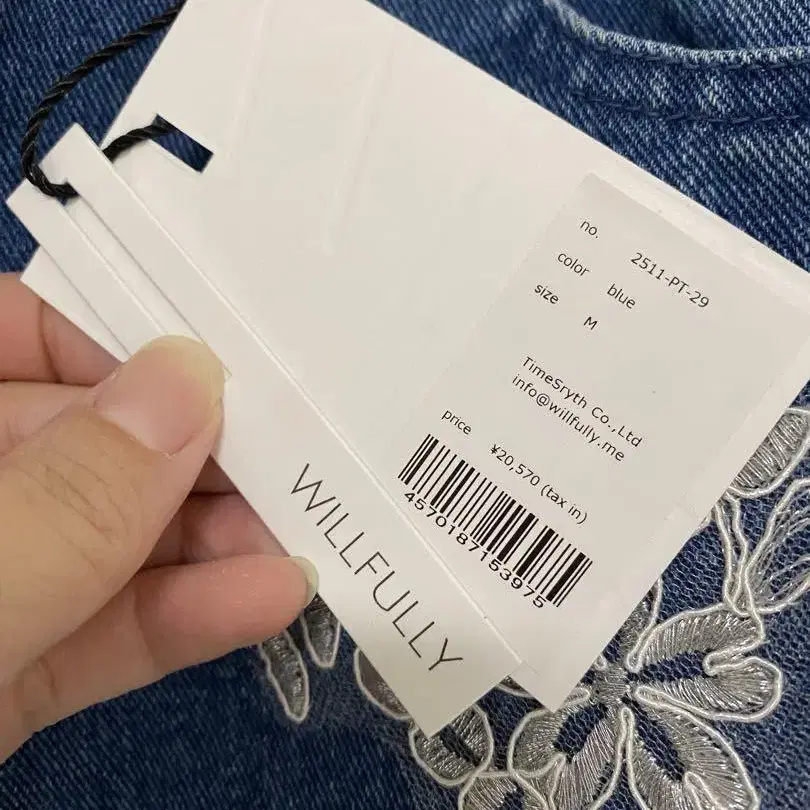 no. 2511-PT-29
color blue
size M
TimeSryth Co.,Ltd
info@willfully.me
price ¥20,570 (tax in)
4570187153975
WILLFULLY